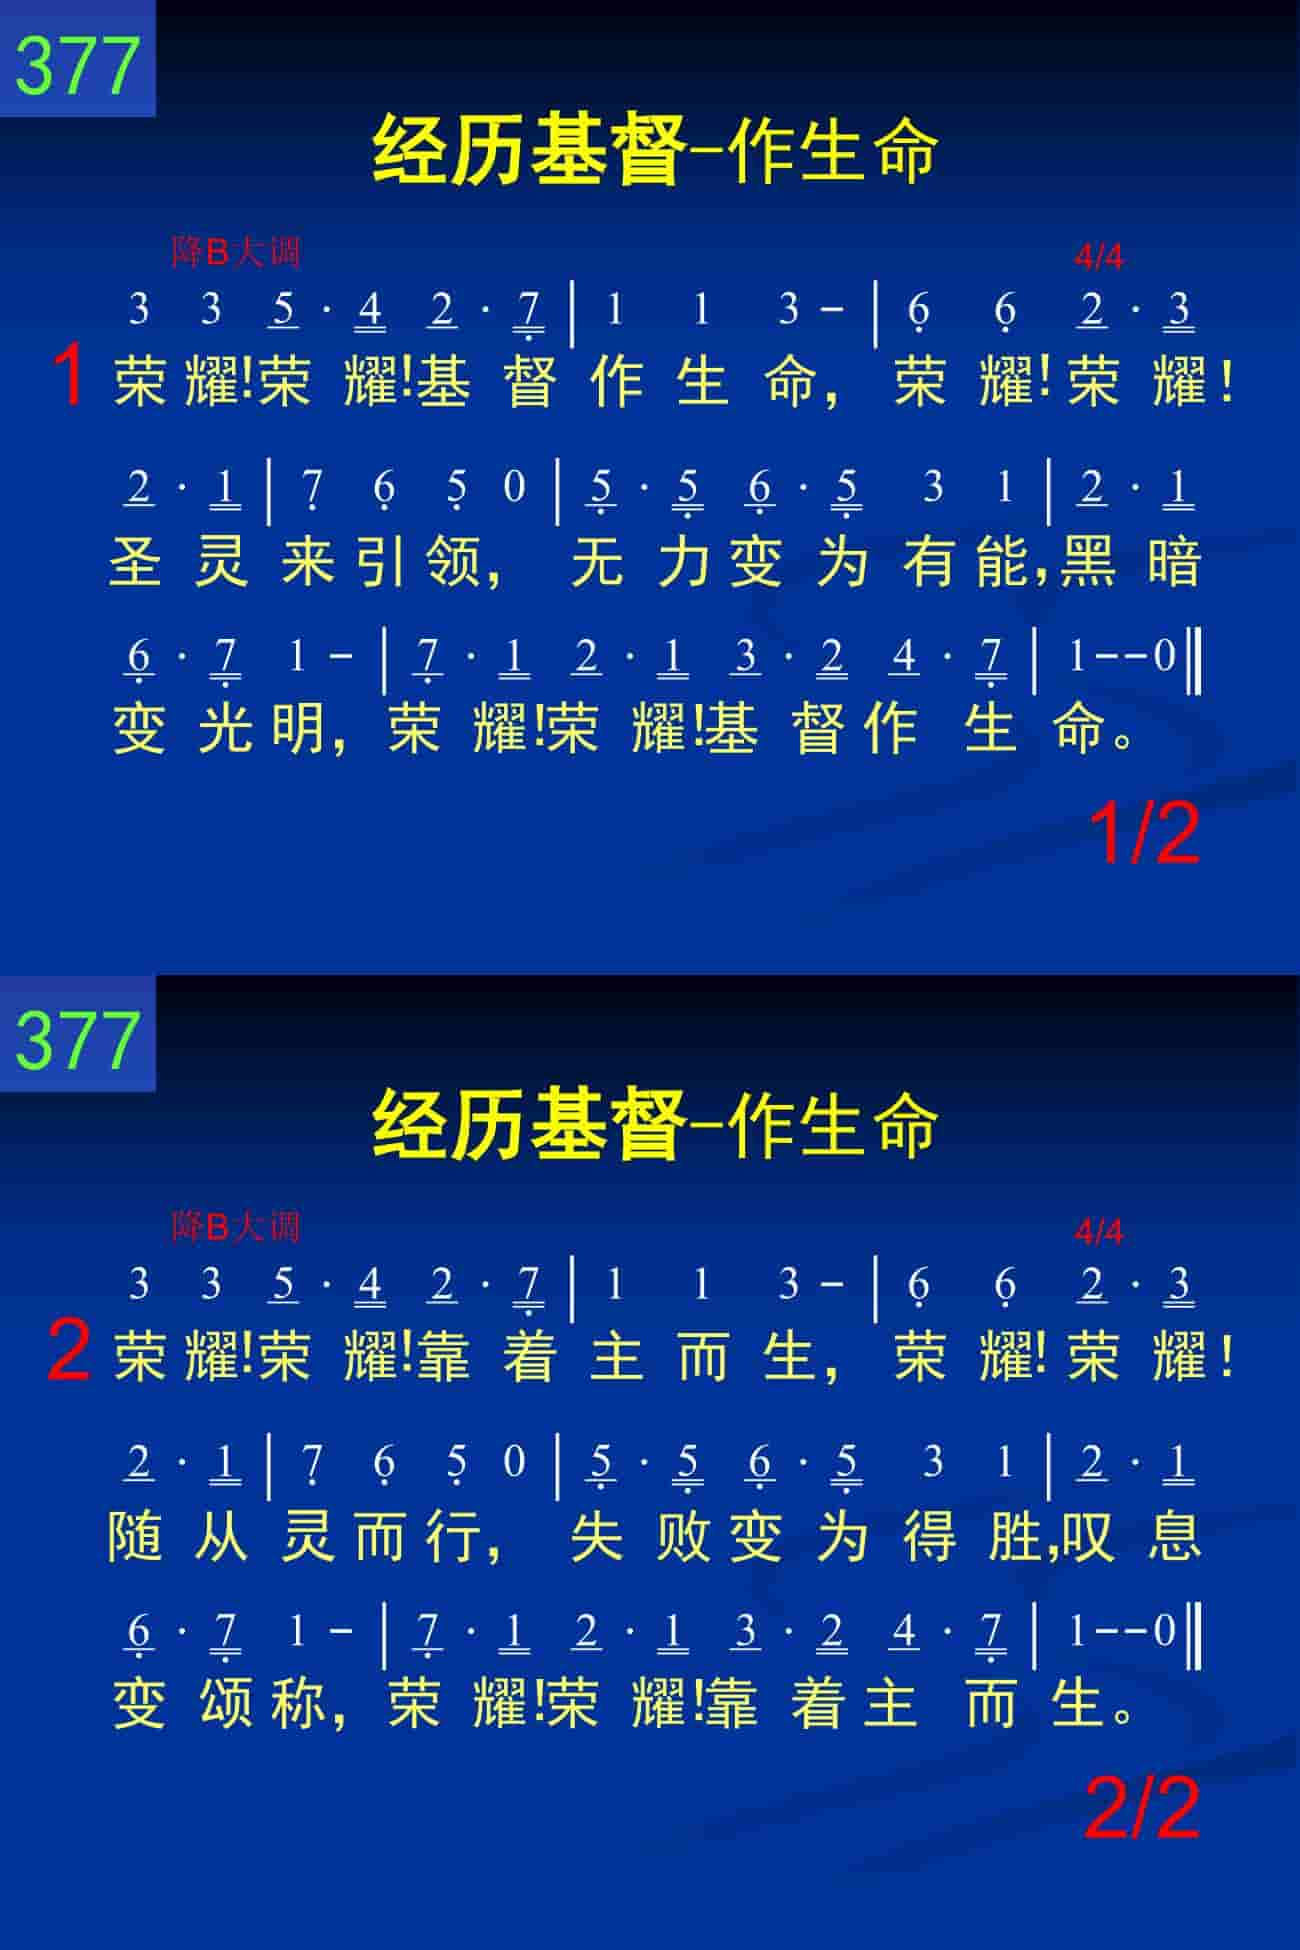 377
经历基督-作生命
降B大调 4/4
3 3 5 · 4 2 · 7 | 1 1 3 - | 6 6 2 · 3
1 荣耀!荣耀!基督作生命，荣耀!荣耀!
2 · 1 | 7 6 5 0 | 5 · 5 6 · 5 3 1 | 2 · 1
圣灵来引领，无力变为有能，黑暗
6 · 7 1 - | 7 · 1 2 · 1 3 · 2 4 · 7 | 1--0‖
变光明，荣耀!荣耀!基督作生命。
1/2
377
经历基督-作生命
降B大调 4/4
3 3 5 · 4 2 · 7 | 1 1 3 - | 6 6 2 · 3
2 荣耀!荣耀!靠着主而生，荣耀!荣耀!
2 · 1 | 7 6 5 0 | 5 · 5 6 · 5 3 1 | 2 · 1
随从灵而行，失败变为得胜，叹息
6 · 7 1 - | 7 · 1 2 · 1 3 · 2 4 · 7 | 1--0‖
变颂称，荣耀!荣耀!靠着主而生。
2/2